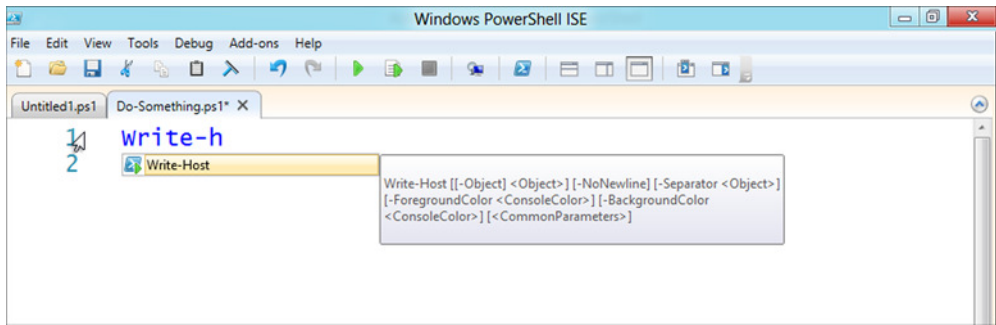 Windows PowerShell ISE
File Edit View Tools Debug Add-ons Help
Untitled1.ps1 Do-Something.ps1* X
1 Write-h
2 Write-Host
Write-Host [[-Object] <Object>] [-NoNewline] [-Separator <Object>]
[-ForegroundColor <ConsoleColor>] [-BackgroundColor
<ConsoleColor>] [<CommonParameters>]